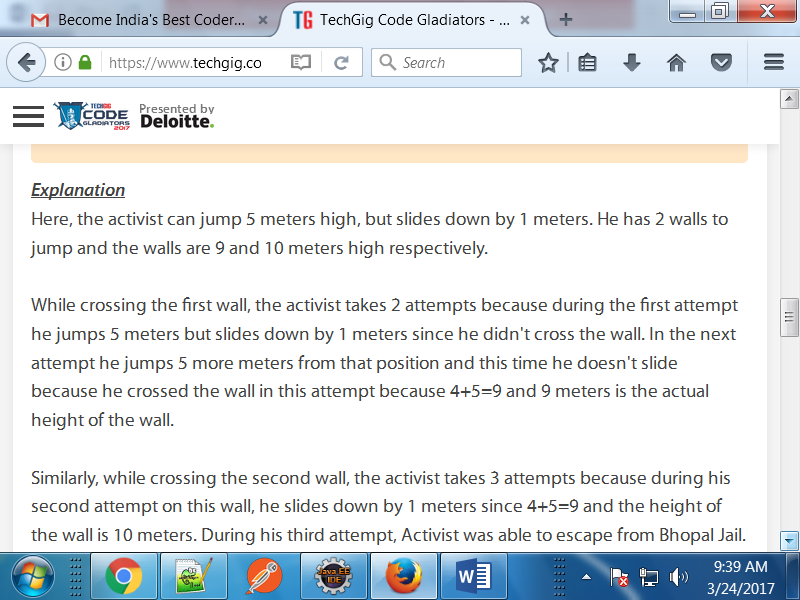 Become India's Best Coder...
TechGig Code Gladiators - ...
https://www.techgig.co
Search
TECHGIG
CODE
GLADIATORS
2017
Presented by
Deloitte.
Explanation
Here, the activist can jump 5 meters high, but slides down by 1 meters. He has 2 walls to
jump and the walls are 9 and 10 meters high respectively.
While crossing the first wall, the activist takes 2 attempts because during the first attempt
he jumps 5 meters but slides down by 1 meters since he didn't cross the wall. In the next
attempt he jumps 5 more meters from that position and this time he doesn't slide
because he crossed the wall in this attempt because 4+5=9 and 9 meters is the actual
height of the wall.
Similarly, while crossing the second wall, the activist takes 3 attempts because during his
second attempt on this wall, he slides down by 1 meters since 4+5=9 and the height of
the wall is 10 meters. During his third attempt, Activist was able to escape from Bhopal Jail.
Java EE
IDE
W
9:39 AM
3/24/2017